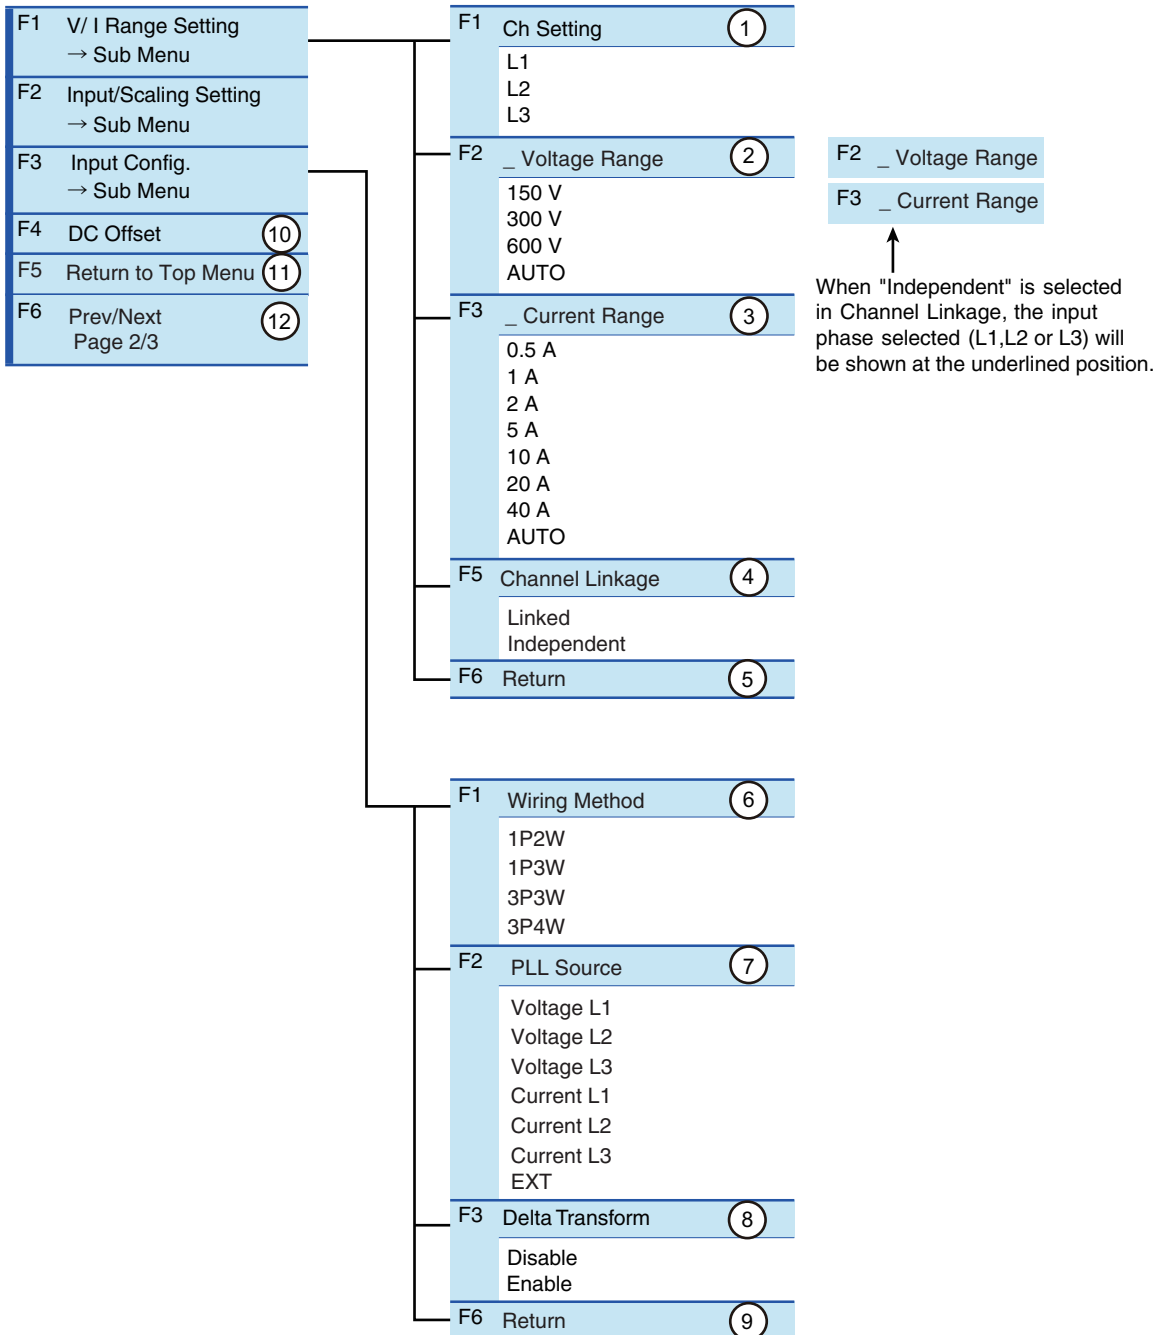 F1 V/ I Range Setting
→ Sub Menu
F2 Input/Scaling Setting
→ Sub Menu
F3 Input Config.
→ Sub Menu
F4 DC Offset 10
F5 Return to Top Menu 11
F6 Prev/Next 12
Page 2/3
F1 Ch Setting 1
L1
L2
L3
F2 _ Voltage Range 2
150 V
300 V
600 V
AUTO
F3 _ Current Range 3
0.5 A
1 A
2 A
5 A
10 A
20 A
40 A
AUTO
F5 Channel Linkage 4
Linked
Independent
F6 Return 5
F2 _ Voltage Range
F3 _ Current Range
When "Independent" is selected
in Channel Linkage, the input
phase selected (L1,L2 or L3) will
be shown at the underlined position.
F1 Wiring Method 6
1P2W
1P3W
3P3W
3P4W
F2 PLL Source 7
Voltage L1
Voltage L2
Voltage L3
Current L1
Current L2
Current L3
EXT
F3 Delta Transform 8
Disable
Enable
F6 Return 9